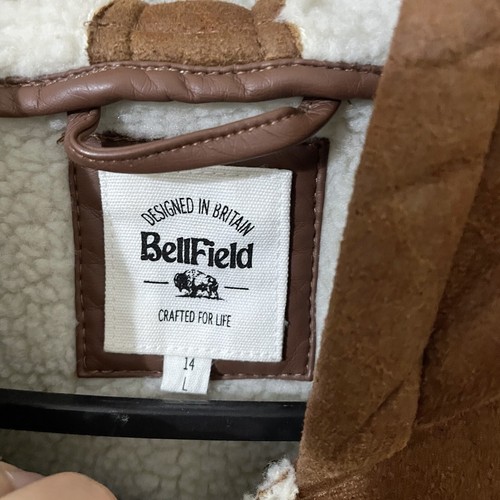 DESIGNED IN BRITAIN
BellField
CRAFTED FOR LIFE
14
L